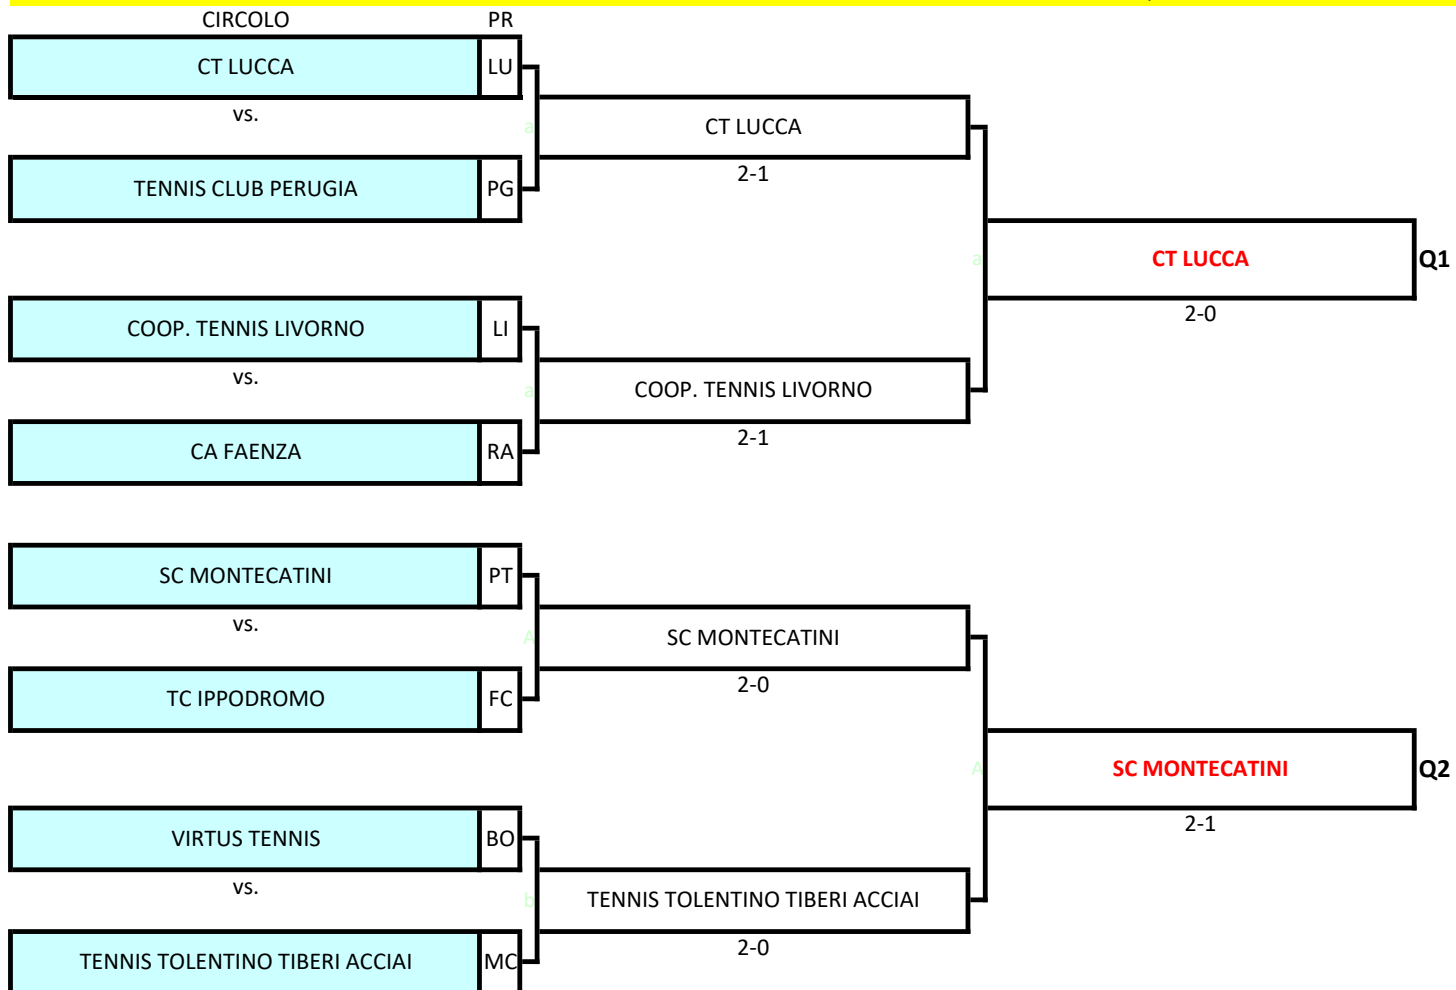 CIRCOLO PR
CT LUCCA LU
vs.
a CT LUCCA
2-1
TENNIS CLUB PERUGIA PG
a CT LUCCA Q1
2-0
COOP. TENNIS LIVORNO LI
vs.
a COOP. TENNIS LIVORNO
2-1
CA FAENZA RA
SC MONTECATINI PT
vs.
A SC MONTECATINI
2-0
TC IPPODROMO FC
A SC MONTECATINI Q2
2-1
VIRTUS TENNIS BO
vs.
b TENNIS TOLENTINO TIBERI ACCIAI
2-0
TENNIS TOLENTINO TIBERI ACCIAI MC